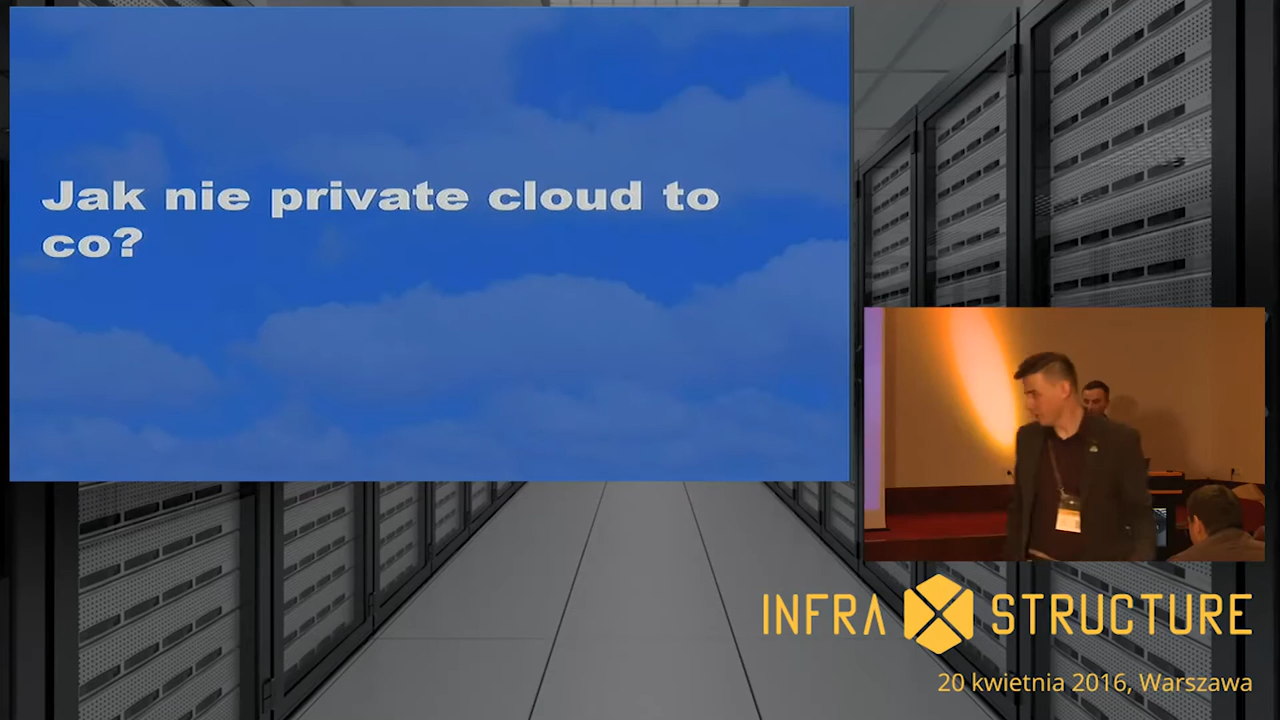 Jak nie private cloud to
co?
INFRA STRUCTURE
20 kwietnia 2016, Warszawa